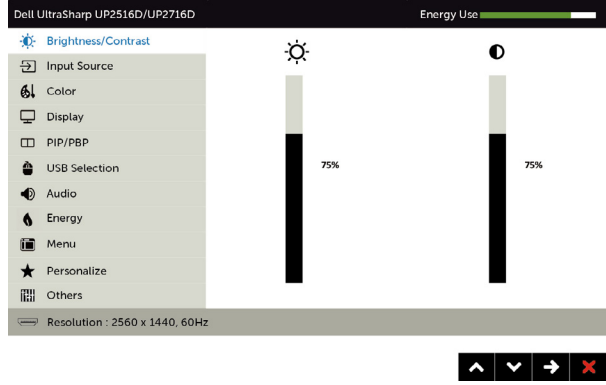 Dell UltraSharp UP2516D/UP2716D
Energy Use
Brightness/Contrast
Input Source
Color
Display
PIP/PBP
USB Selection
Audio
Energy
Menu
Personalize
Others
75%
75%
Resolution : 2560 x 1440, 60Hz